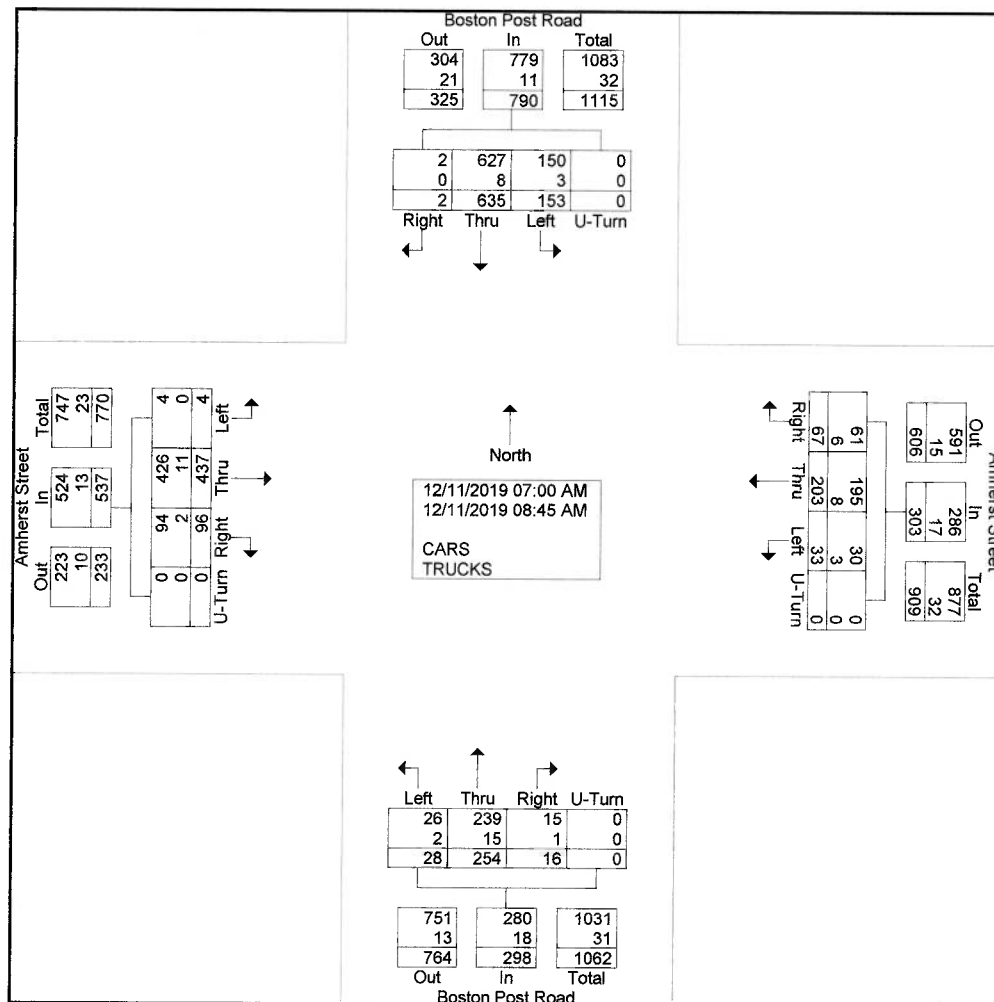 Boston Post Road
Out In Total
304 779 1083
21 11 32
325 790 1115
2 627 150 0
0 8 3 0
2 635 153 0
Right Thru Left U-Turn
Amherst Street
Total In Out
747 524 223
23 13 10
770 537 233
4 426 94 0
0 11 2 0
4 437 96 0
Left Thru Right U-Turn
North
12/11/2019 07:00 AM
12/11/2019 08:45 AM
CARS
TRUCKS
Right Thru Left U-Turn
67 203 33 0
6 8 3 0
61 195 30 0
Out In Total
591 286 877
15 17 32
606 303 909
Amherst Street
Left Thru Right U-Turn
26 239 15 0
2 15 1 0
28 254 16 0
751 280 1031
13 18 31
764 298 1062
Out In Total
Boston Post Road